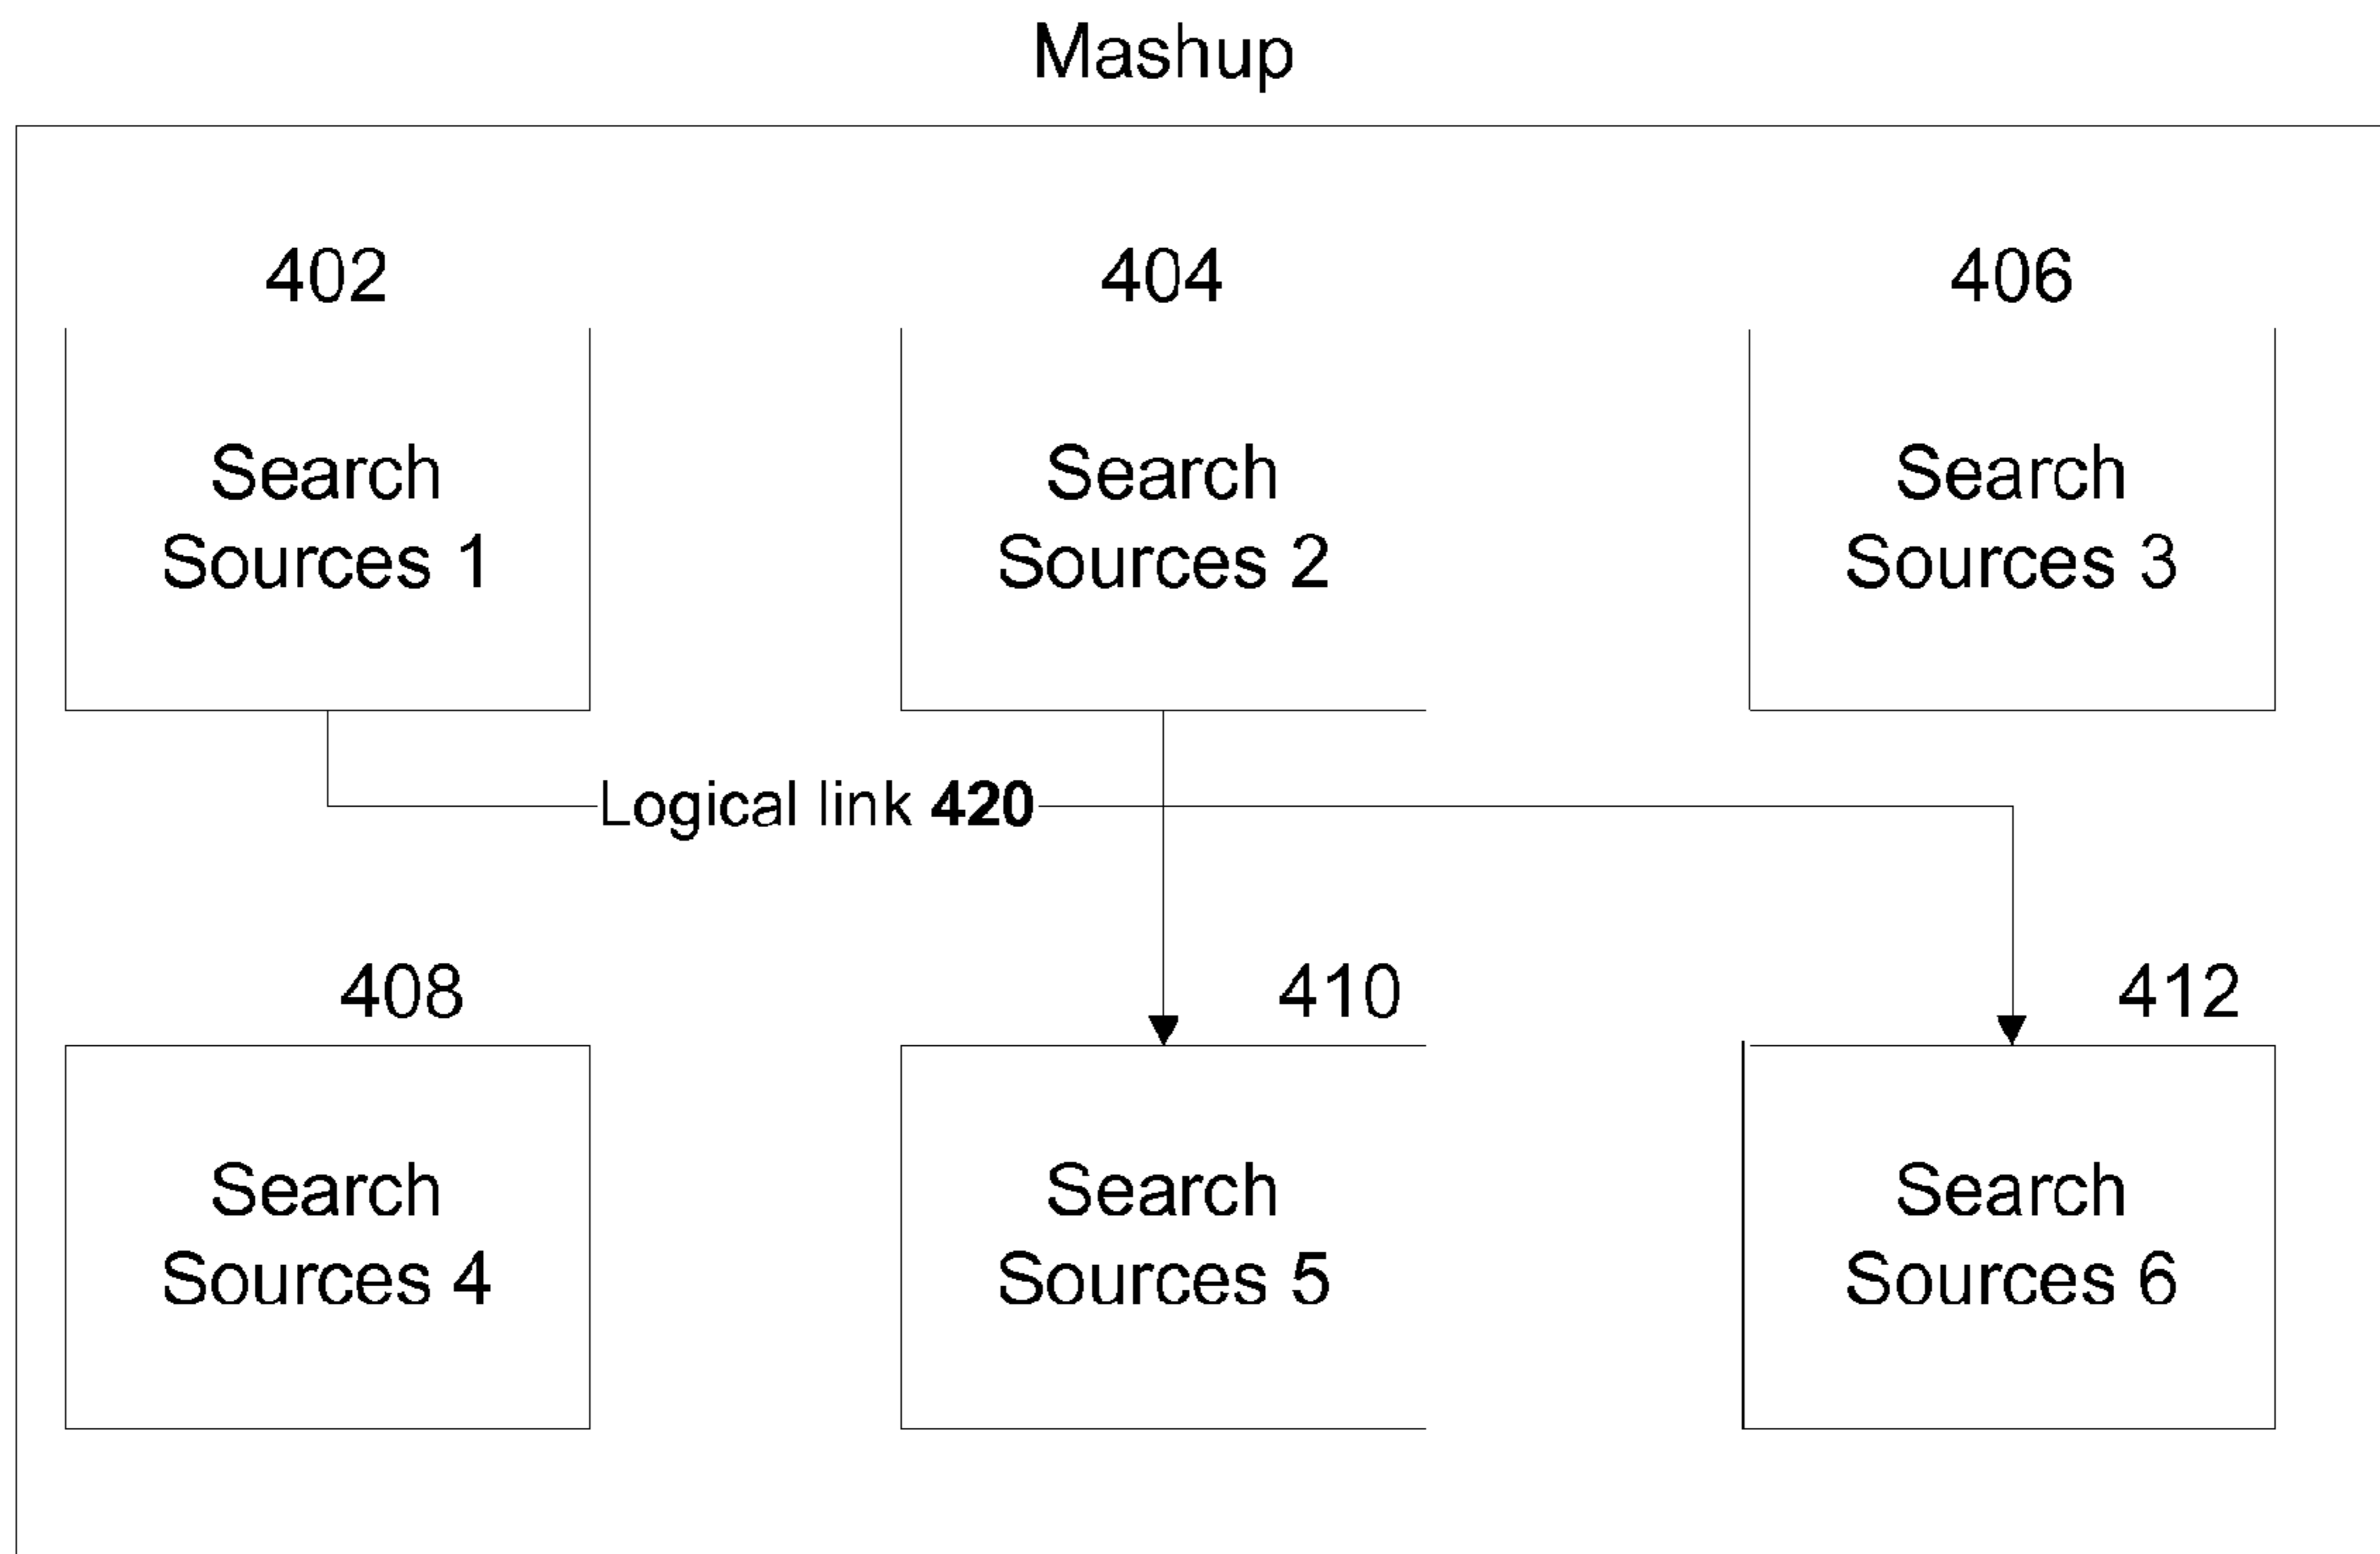 Mashup
402
404
406
Search
Sources 1
Search
Sources 2
Search
Sources 3
Logical link 420
408
410
412
Search
Sources 4
Search
Sources 5
Search
Sources 6